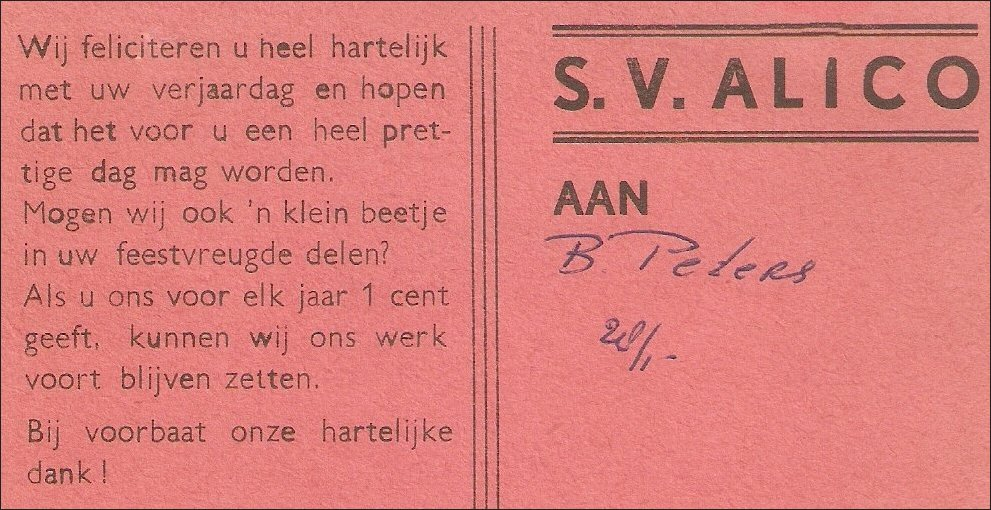 Wij feliciteren u heel hartelijk
met uw verjaardag en hopen
dat het voor u een heel pret-
tige dag mag worden.
Mogen wij ook 'n klein beetje
in uw feestvreugde delen?
Als u ons voor elk jaar 1 cent
geeft, kunnen wij ons werk
voort blijven zetten.
Bij voorbaat onze hartelijke
dank!
S. V. ALICO
AAN
B. Peters